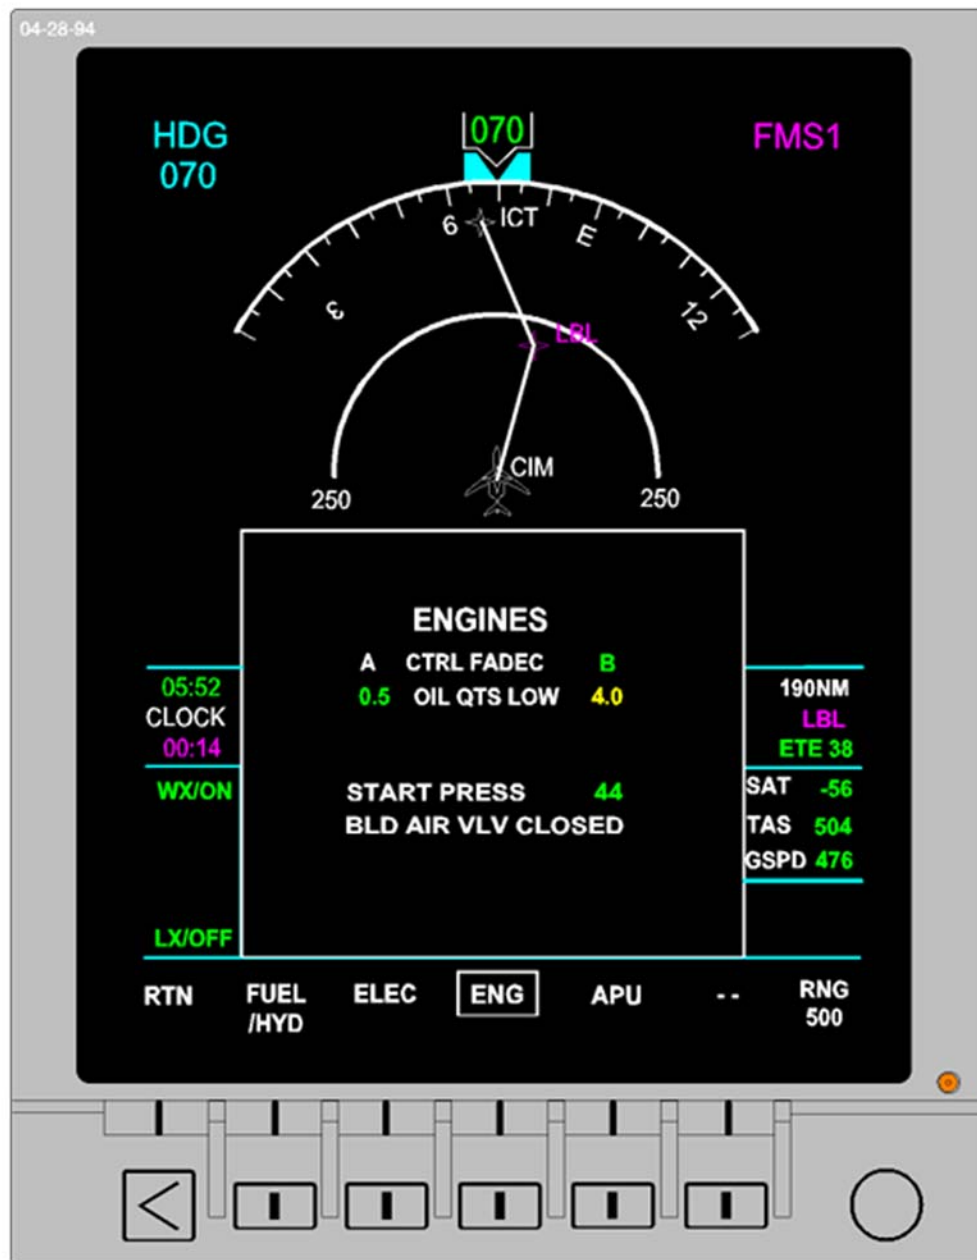 04-28-94
HDG
070
070
FMS1
3
6
ICT
E
12
LBL
CIM
250
250
ENGINES
A CTRL FADEC B
0.5 OIL QTS LOW 4.0
START PRESS 44
BLD AIR VLV CLOSED
05:52
CLOCK
00:14
WX/ON
LX/OFF
190NM
LBL
ETE 38
SAT -56
TAS 504
GSPD 476
RTN
FUEL
/HYD
ELEC
ENG
APU
- -
RNG
500